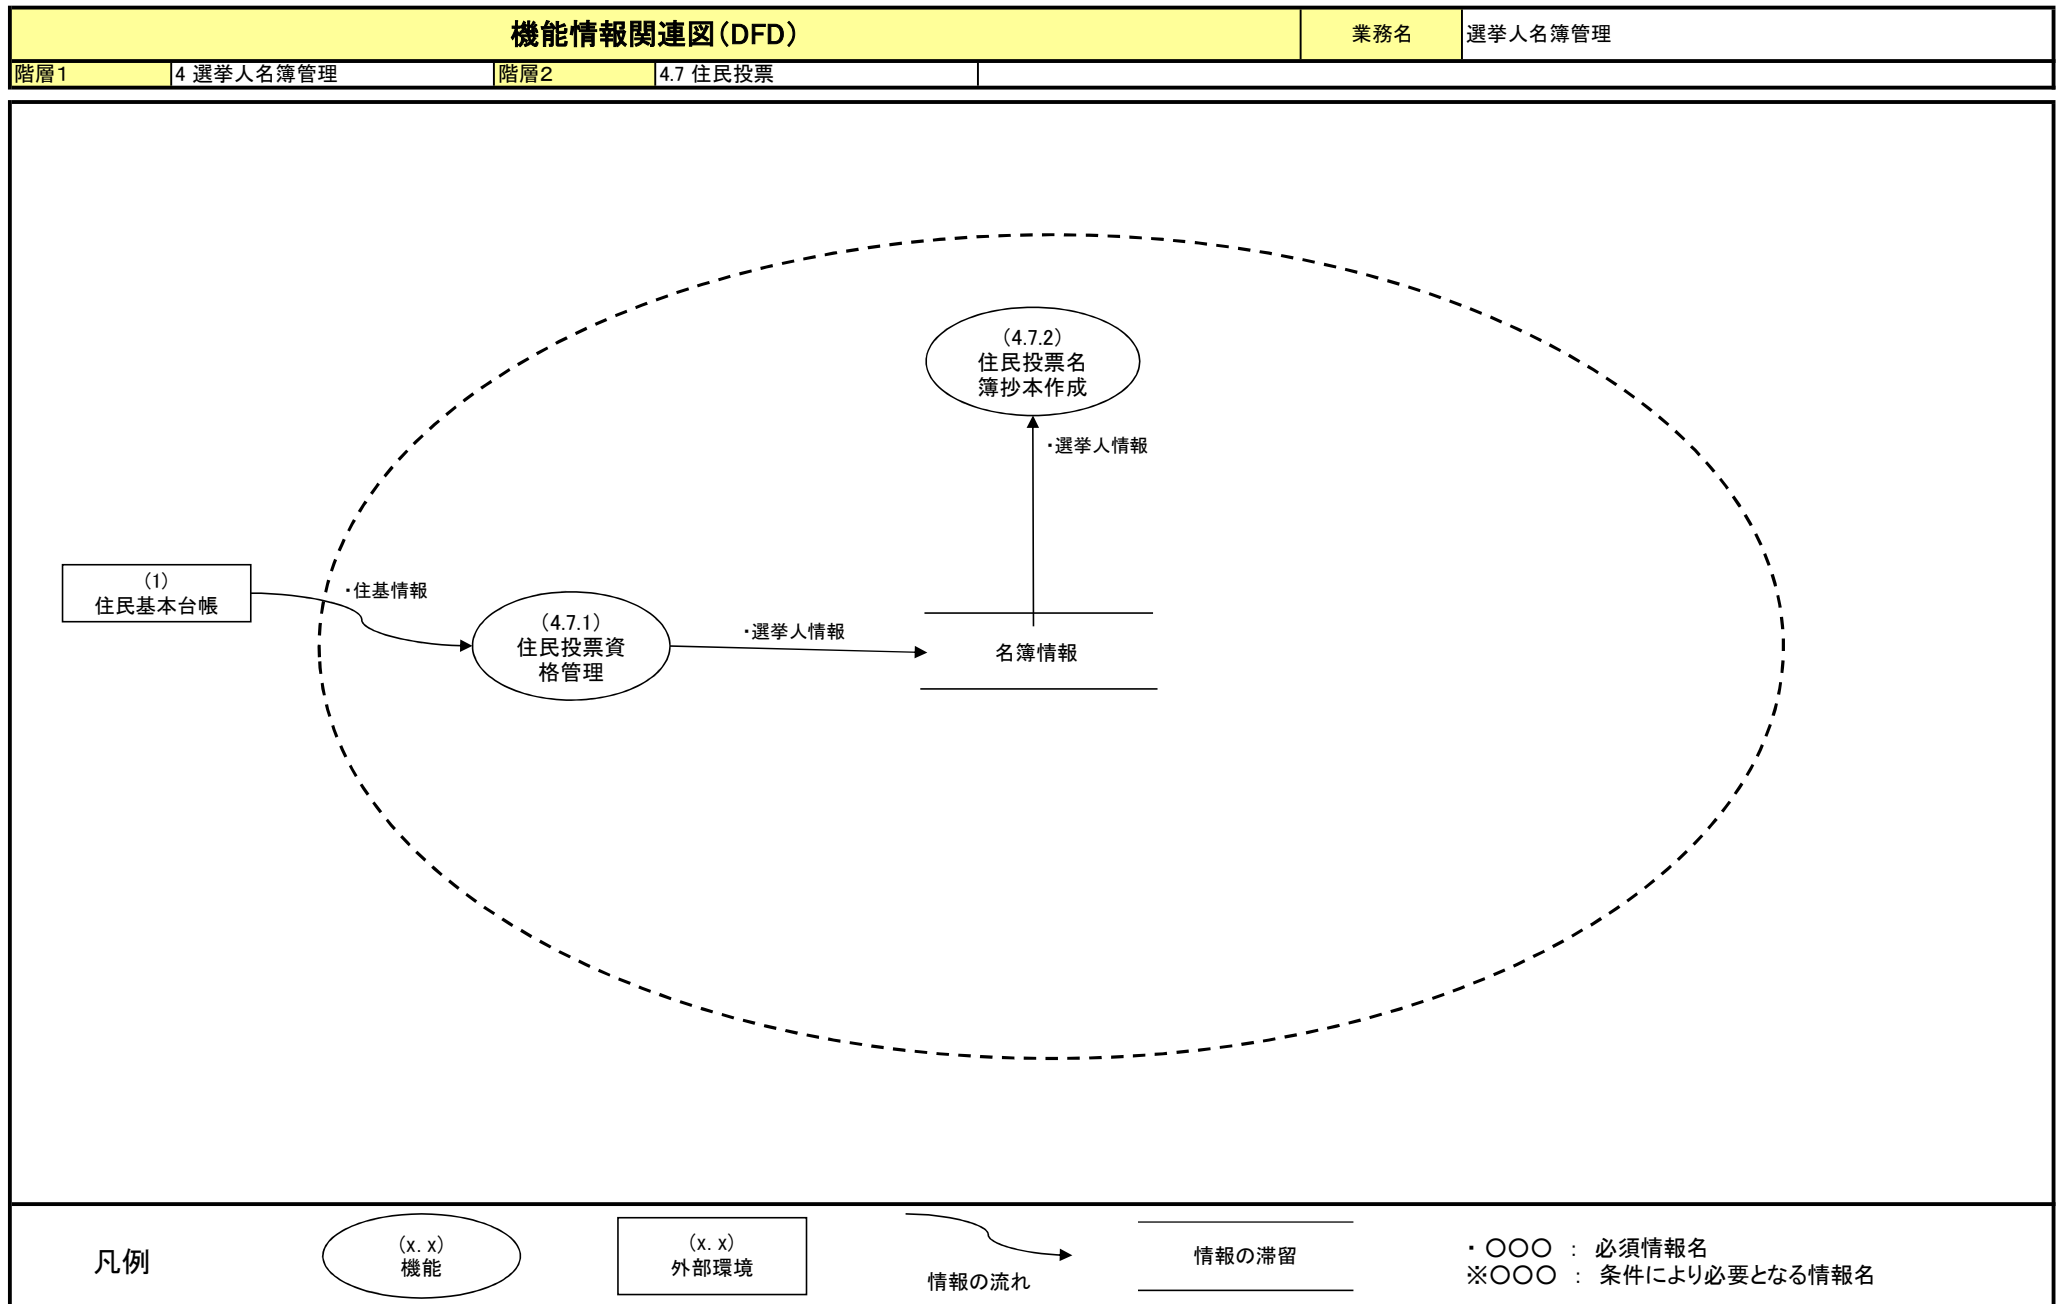 機能情報関連図(DFD)
業務名
選挙人名簿管理
階層1
4 選挙人名簿管理
階層2
4.7 住民投票
(4.7.2)
住民投票名
簿抄本作成
・選挙人情報
(1)
住民基本台帳
・住基情報
(4.7.1)
住民投票資
格管理
・選挙人情報
名簿情報
凡例
(x. x)
機能
(x. x)
外部環境
情報の流れ
情報の滞留
・ ○○○ : 必須情報名
※○○○ : 条件により必要となる情報名